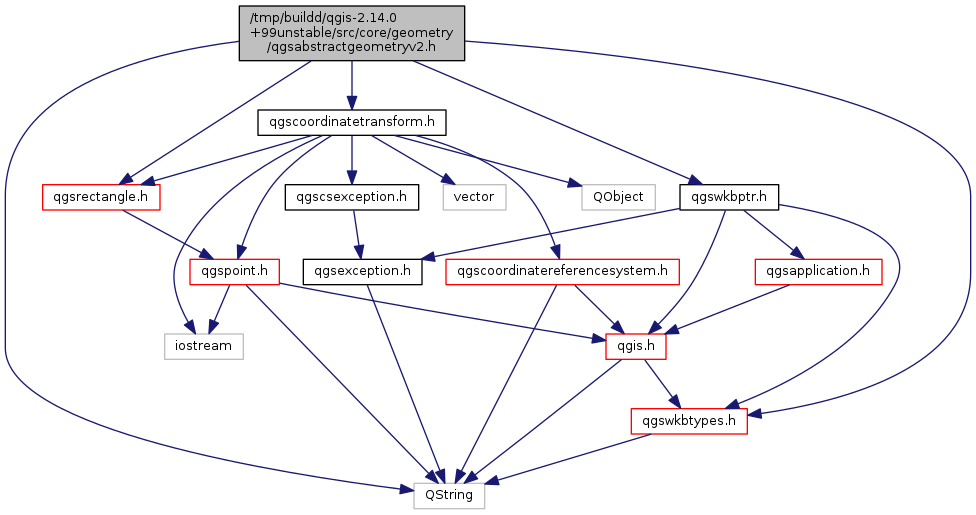 /tmp/buildd/qgis-2.14.0
+99unstable/src/core/geometry
/qgsabstractgeometryv2.h
qgscoordinatetransform.h
qgsrectangle.h
qgscsexception.h
vector
QObject
qgswkbptr.h
qgspoint.h
qgsexception.h
qgscoordinatereferencesystem.h
qgsapplication.h
iostream
qgis.h
qgswkbtypes.h
QString